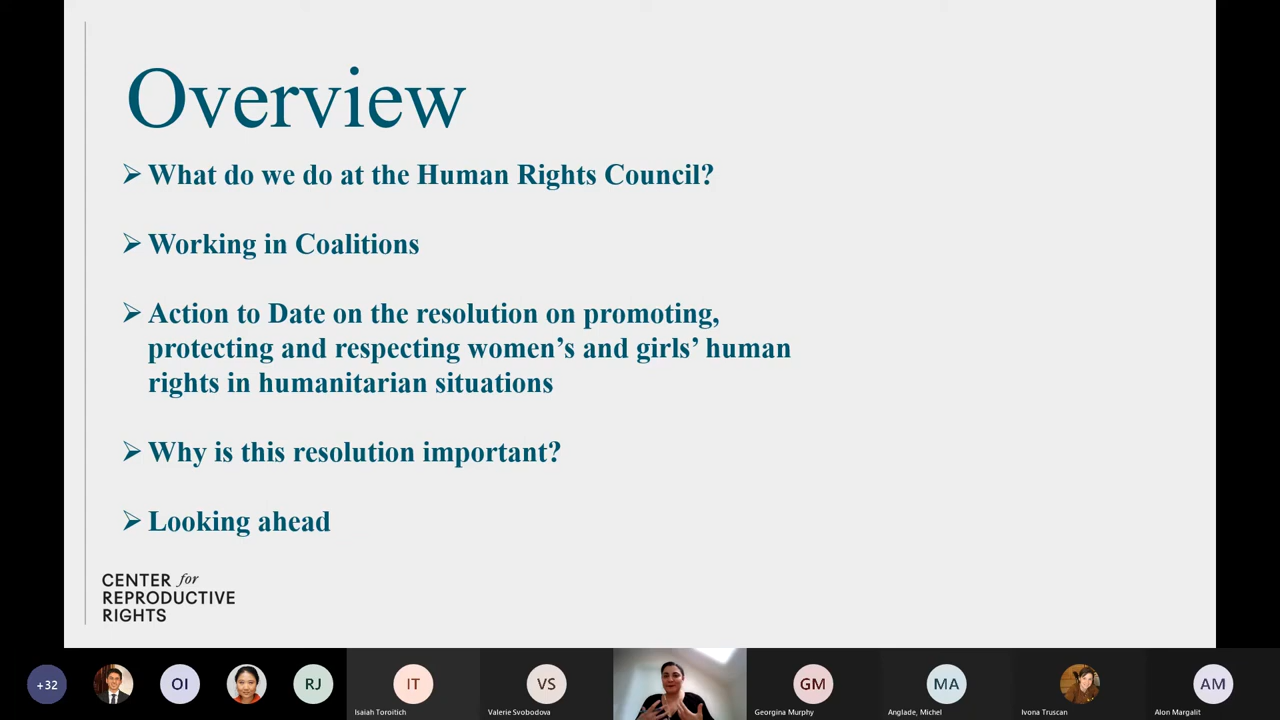 Overview
➢ What do we do at the Human Rights Council?
➢ Working in Coalitions
➢ Action to Date on the resolution on promoting,
protecting and respecting women’s and girls’ human
rights in humanitarian situations
➢ Why is this resolution important?
➢ Looking ahead
CENTER for
REPRODUCTIVE
RIGHTS
+32
OI
RJ
IT
VS
GM
MA
AM
Isaiah Toroitich
Valerie Svobodova
Georgina Murphy
Anglade, Michel
Ivona Truscan
Alon Margalit